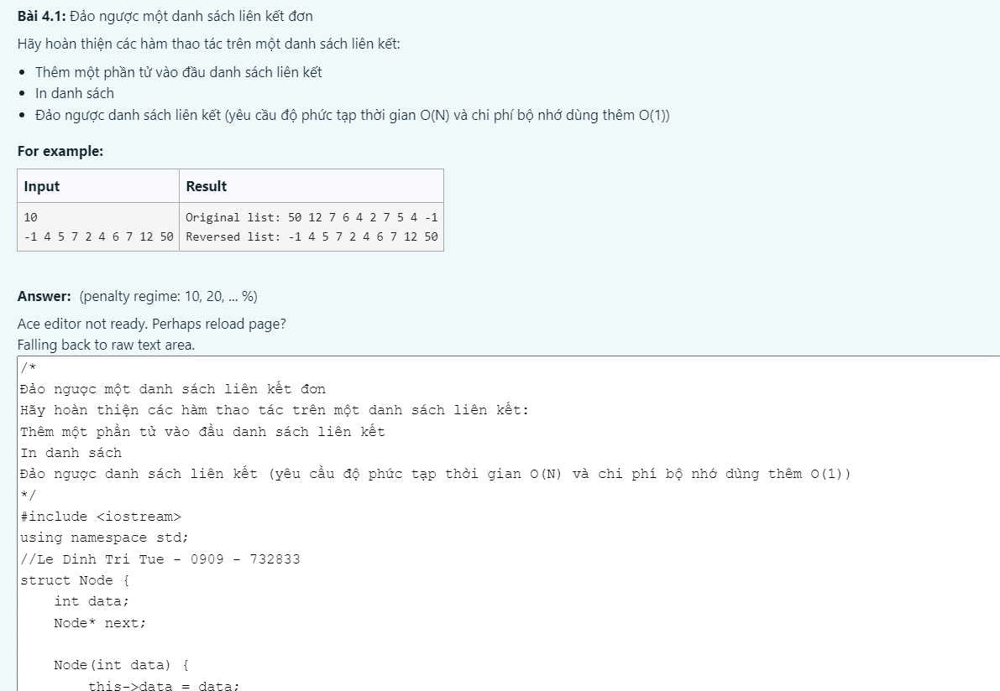 Bài 4.1: Đảo ngược một danh sách liên kết đơn
Hãy hoàn thiện các hàm thao tác trên một danh sách liên kết:
• Thêm một phần tử vào đầu danh sách liên kết
• In danh sách
• Đảo ngược danh sách liên kết (yêu cầu độ phức tạp thời gian O(N) và chi phí bộ nhớ dùng thêm O(1))
For example:
Input Result
10 Original list: 50 12 7 6 4 2 7 5 4 -1
-1 4 5 7 2 4 6 7 12 50 Reversed list: -1 4 5 7 2 4 6 7 12 50
Answer: (penalty regime: 10, 20, ... %)
Ace editor not ready. Perhaps reload page?
Falling back to raw text area.
/*
Đảo ngược một danh sách liên kết đơn
Hãy hoàn thiện các hàm thao tác trên một danh sách liên kết:
Thêm một phần tử vào đầu danh sách liên kết
In danh sách
Đảo ngược danh sách liên kết (yêu cầu độ phức tạp thời gian O(N) và chi phí bộ nhớ dùng thêm O(1))
*/
#include <iostream>
using namespace std;
//Le Dinh Tri Tue - 0909 - 732833
struct Node {
    int data;
    Node* next;
    Node(int data) {
        this->data = data;